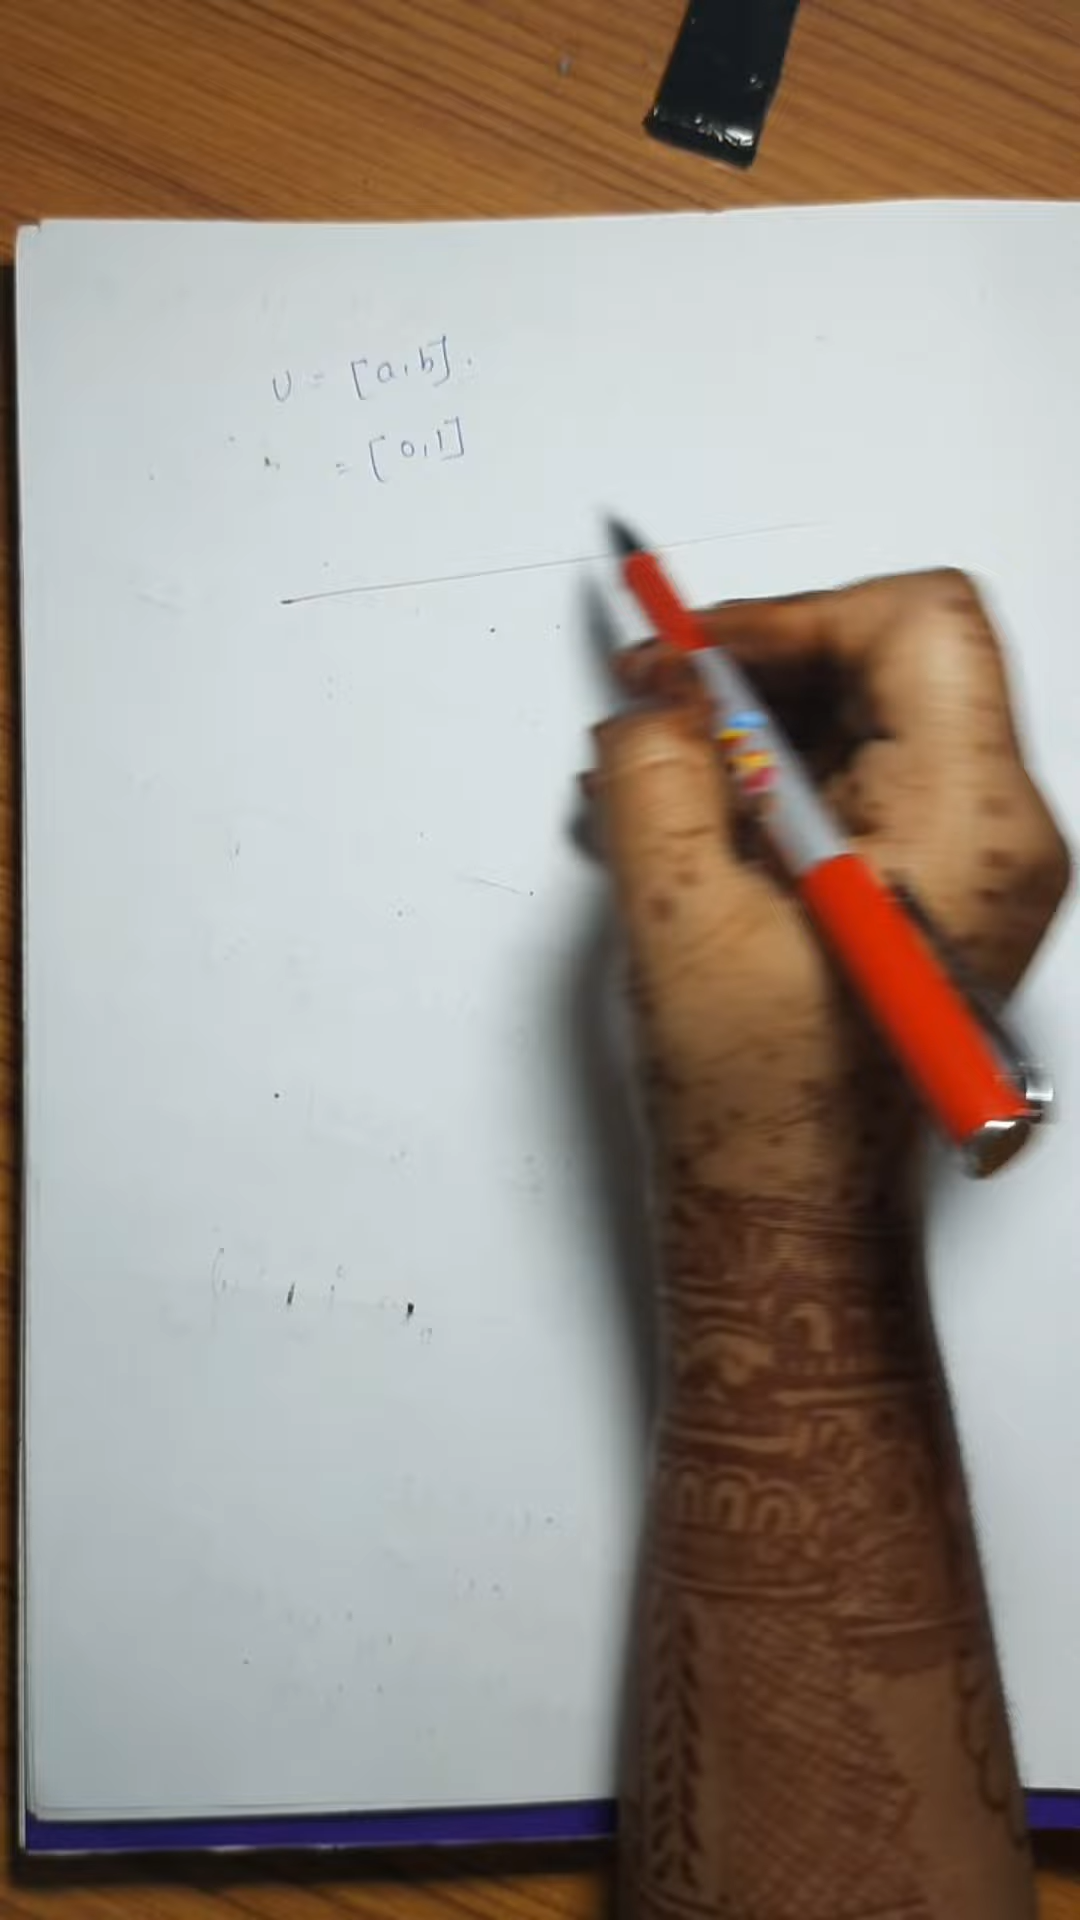 U = [a,b].
= [0,1]